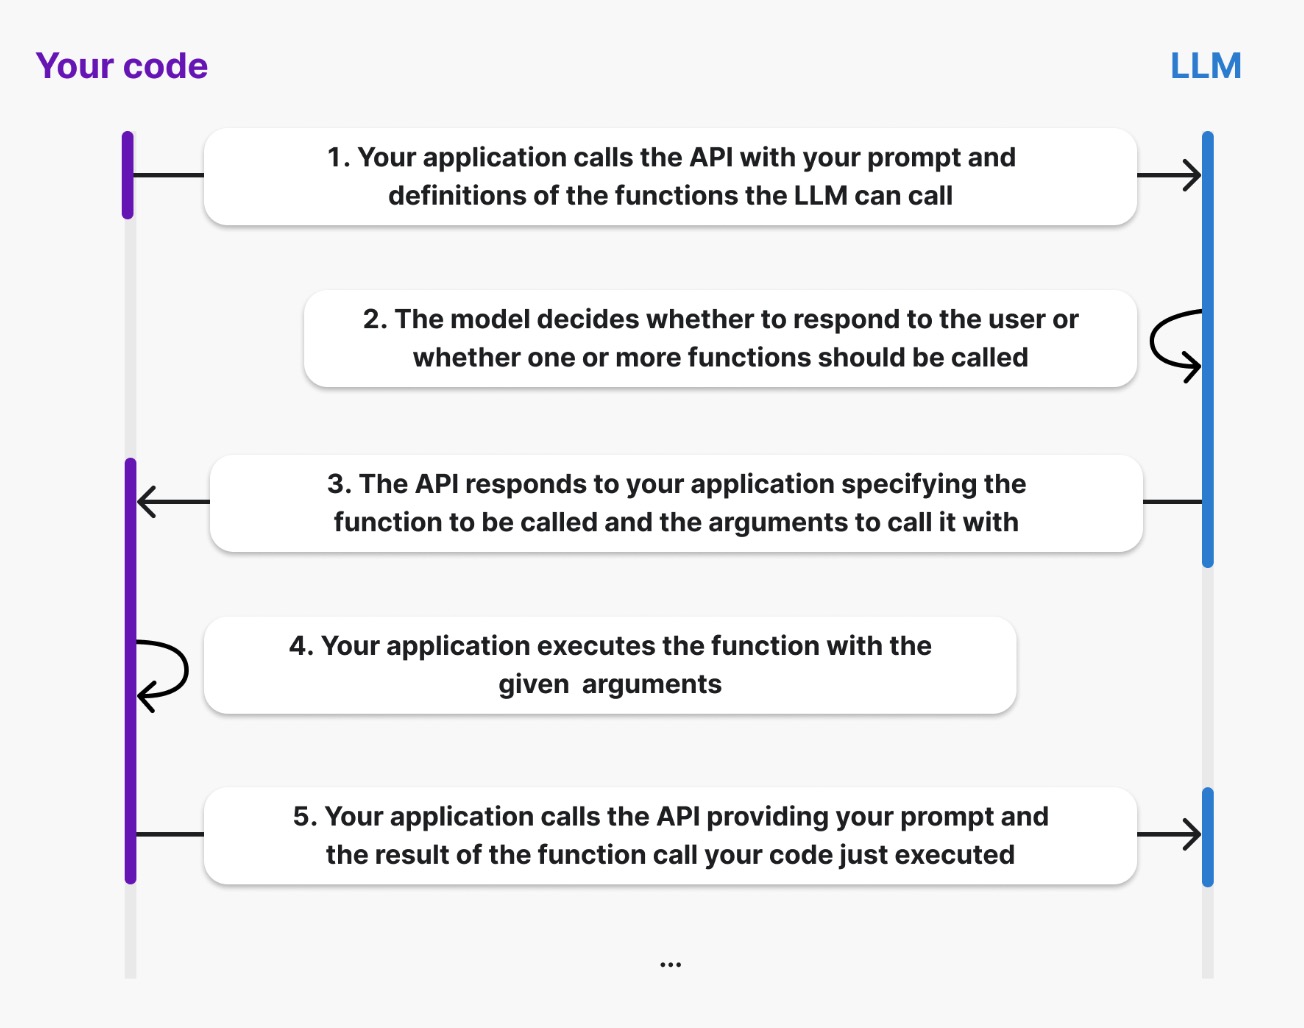 Your code
LLM
1. Your application calls the API with your prompt and
definitions of the functions the LLM can call
2. The model decides whether to respond to the user or
whether one or more functions should be called
3. The API responds to your application specifying the
function to be called and the arguments to call it with
4. Your application executes the function with the
given  arguments
5. Your application calls the API providing your prompt and
the result of the function call your code just executed
...